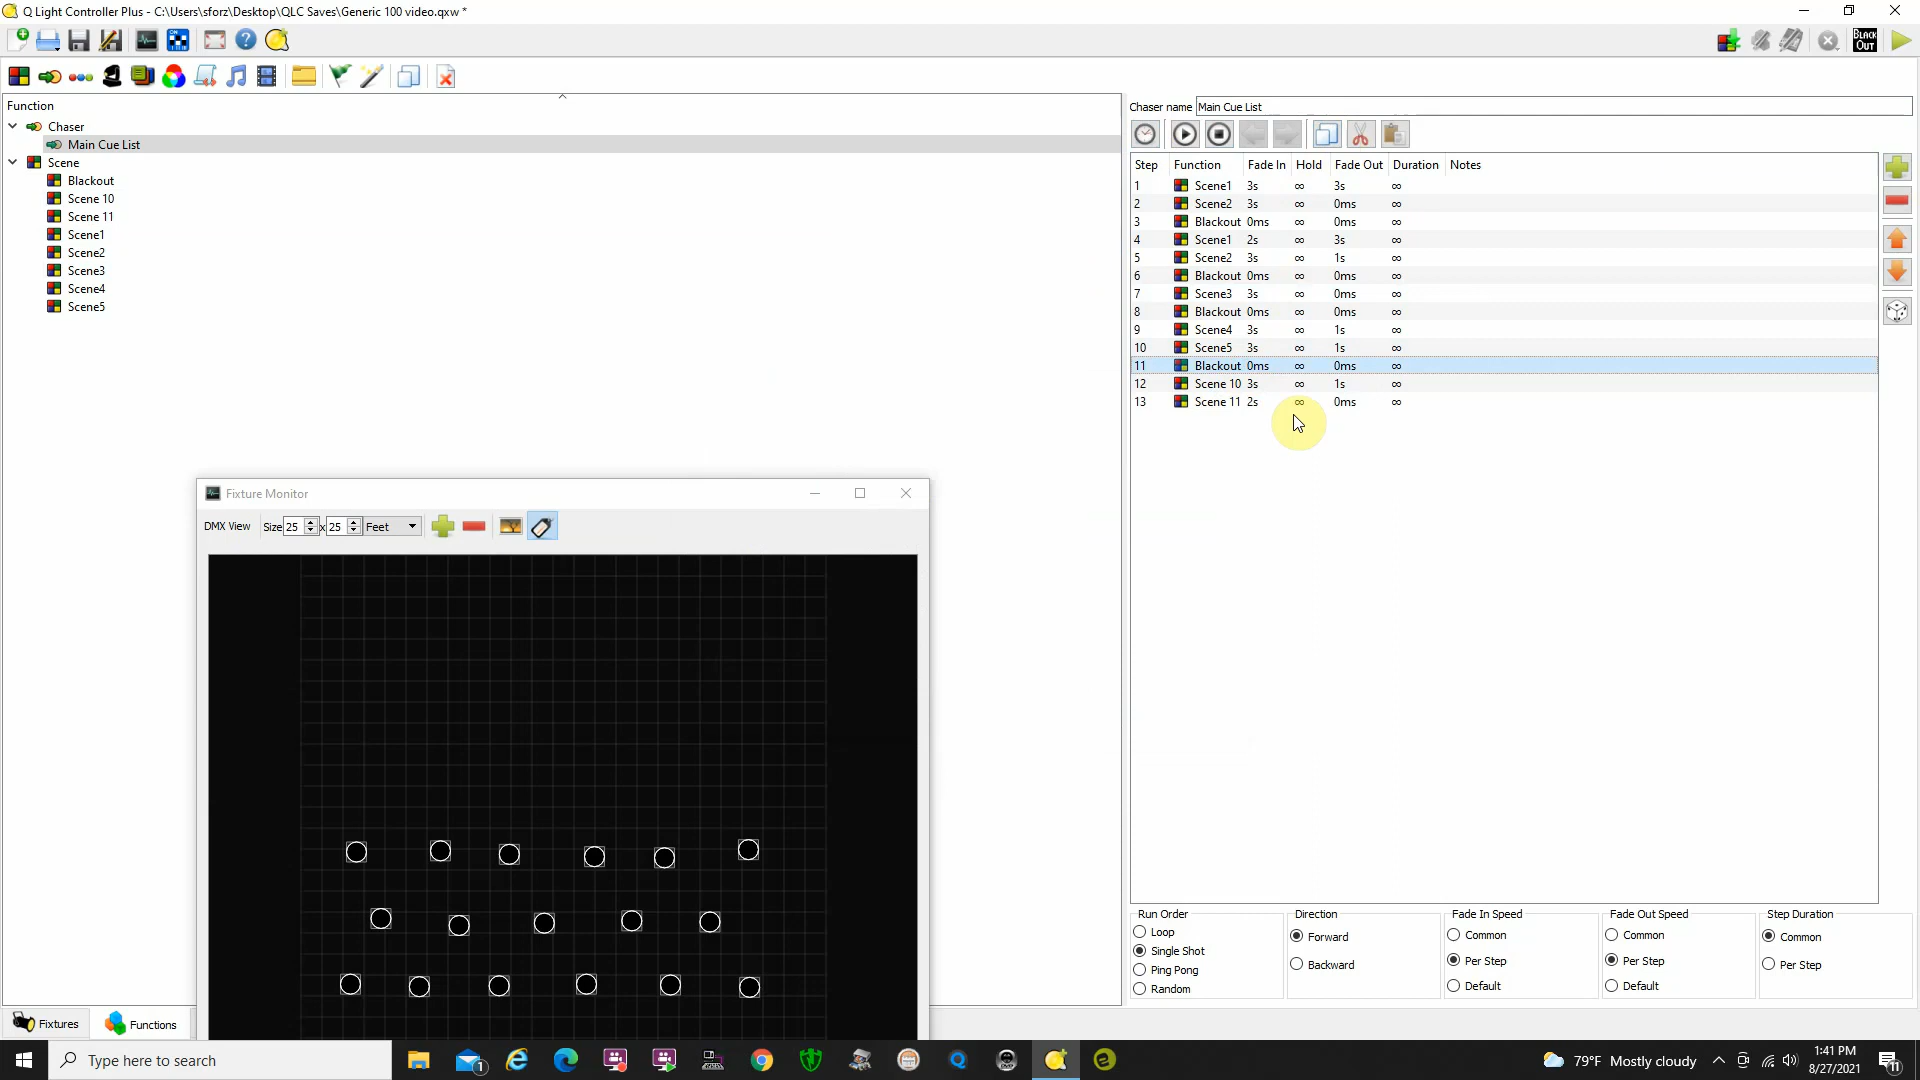 Q Light Controller Plus - C:\Users\sforz\Desktop\QLC Saves\Generic 100 video.qxw *
BLACK OUT
Function
Chaser
Main Cue List
Scene
Blackout
Scene 10
Scene 11
Scene1
Scene2
Scene3
Scene4
Scene5
Chaser name Main Cue List
Step Function Fade In Hold Fade Out Duration Notes
1 Scene1 3s ∞ 3s ∞
2 Scene2 3s ∞ 0ms ∞
3 Blackout 0ms ∞ 0ms ∞
4 Scene1 2s ∞ 3s ∞
5 Scene2 3s ∞ 1s ∞
6 Blackout 0ms ∞ 0ms ∞
7 Scene3 3s ∞ 0ms ∞
8 Blackout 0ms ∞ 0ms ∞
9 Scene4 3s ∞ 1s ∞
10 Scene5 3s ∞ 1s ∞
11 Blackout 0ms ∞ 0ms ∞
12 Scene 10 3s ∞ 1s ∞
13 Scene 11 2s ∞ 0ms ∞
Fixture Monitor
DMX View Size 25 x 25 Feet
Run Order Direction Fade In Speed Fade Out Speed Step Duration
Loop Forward Common Common Common
Single Shot Per Step Per Step
Ping Pong Backward Per Step
Random Default Default
Fixtures Functions
Type here to search
1
79°F Mostly cloudy
1:41 PM
8/27/2021
11